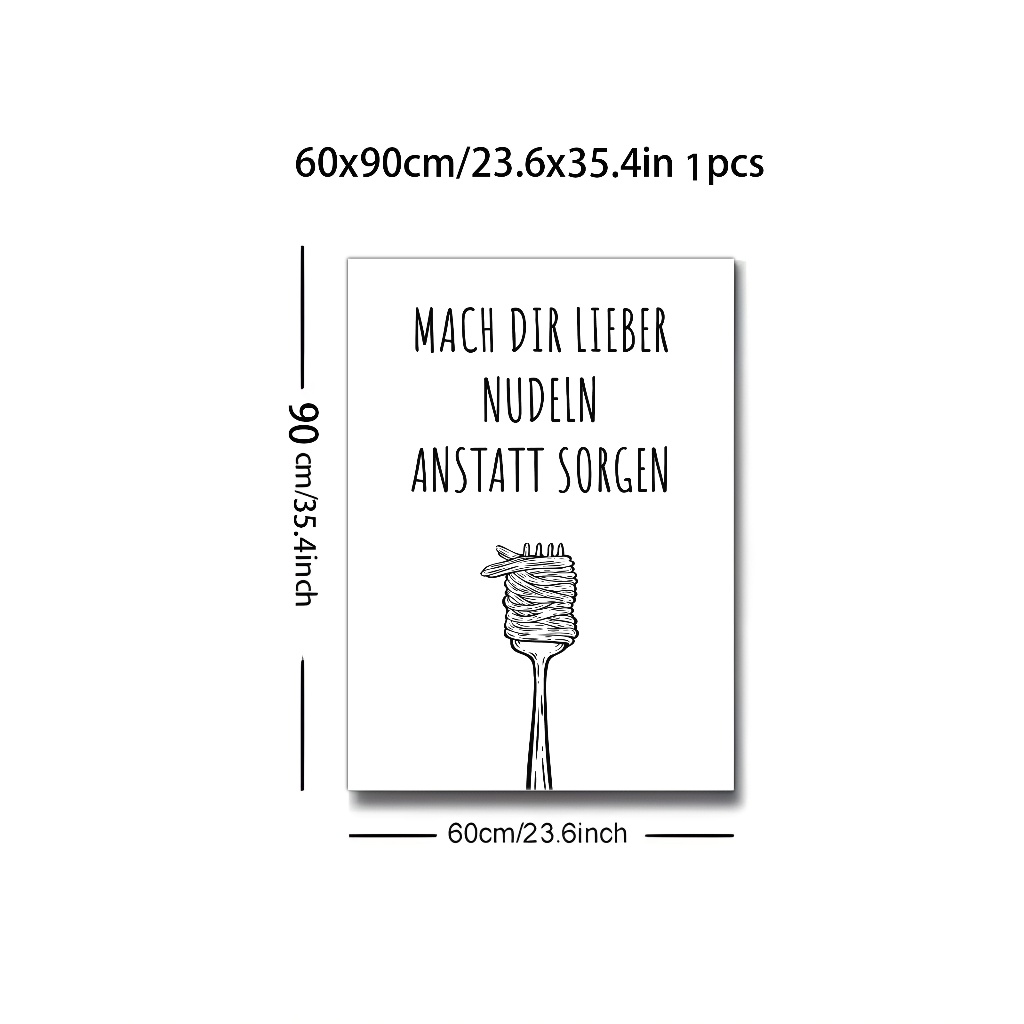 60x90cm/23.6x35.4in 1pcs
90 cm/35.4inch
MACH DIR LIEBER
NUDELN
ANSTATT SORGEN
60cm/23.6inch